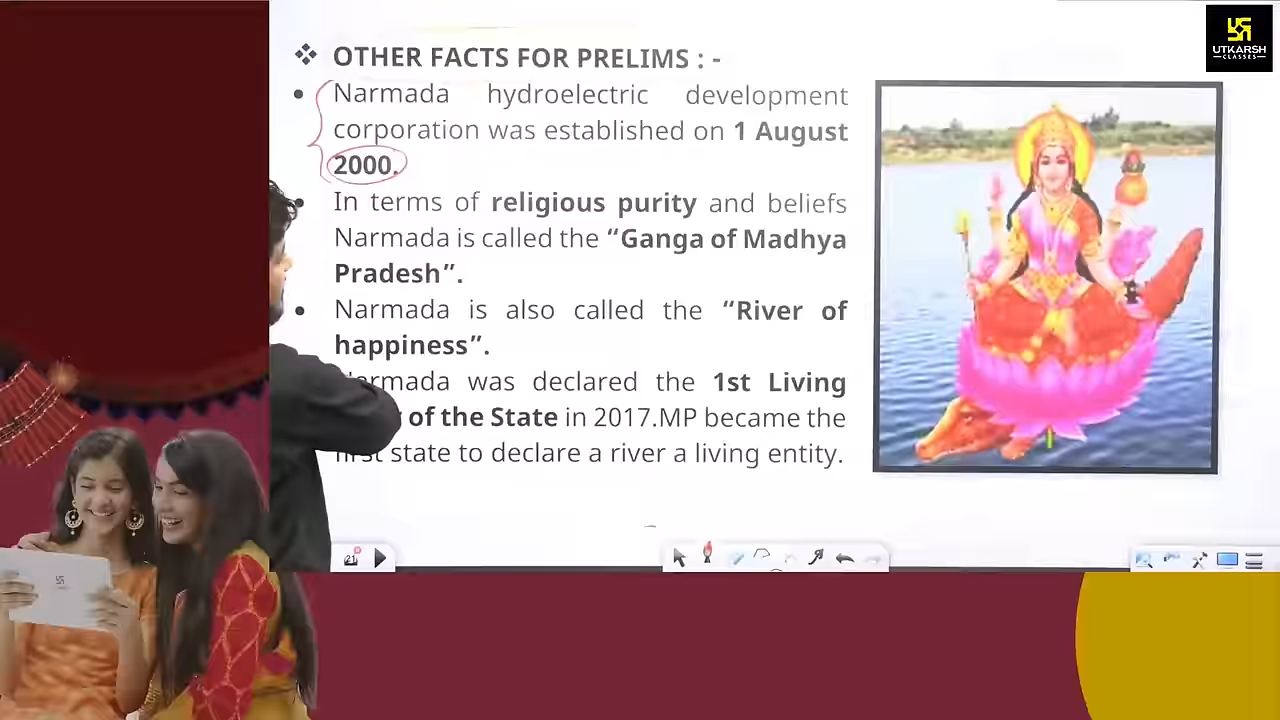 UTKARSH
CLASSES
❖ OTHER FACTS FOR PRELIMS : -
• Narmada hydroelectric development
corporation was established on 1 August
2000.
• In terms of religious purity and beliefs
Narmada is called the “Ganga of Madhya
Pradesh”.
• Narmada is also called the “River of
happiness”.
Narmada was declared the 1st Living
of the State in 2017.MP became the
first state to declare a river a living entity.
21